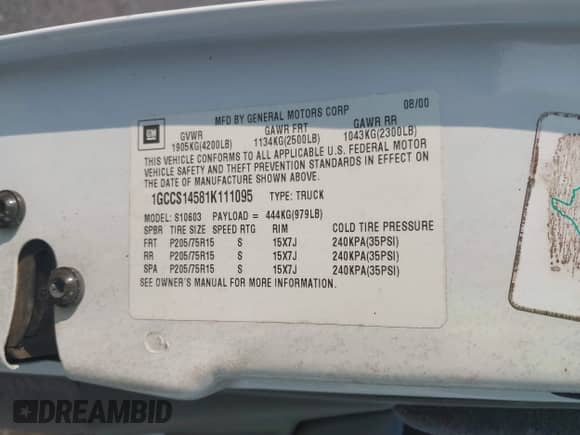 MFD BY GENERAL MOTORS CORP 08/00
GM
GVWR GAWR FRT GAWR RR
1905KG(4200LB) 1134KG(2500LB) 1043KG(2300LB)
THIS VEHICLE CONFORMS TO ALL APPLICABLE U.S. FEDERAL MOTOR
VEHICLE SAFETY AND THEFT PREVENTION STANDARDS IN EFFECT ON
THE DATE OF MANUFACTURE SHOWN ABOVE.
1GCCS14581K111095 TYPE: TRUCK
MODEL: S10603 PAYLOAD = 444KG(979LB)
SPBR TIRE SIZE SPEED RTG RIM COLD TIRE PRESSURE
FRT P205/75R15 S 15X7J 240KPA(35PSI)
RR P205/75R15 S 15X7J 240KPA(35PSI)
SPA P205/75R15 S 15X7J 240KPA(35PSI)
SEE OWNER'S MANUAL FOR MORE INFORMATION.
DREAMBID